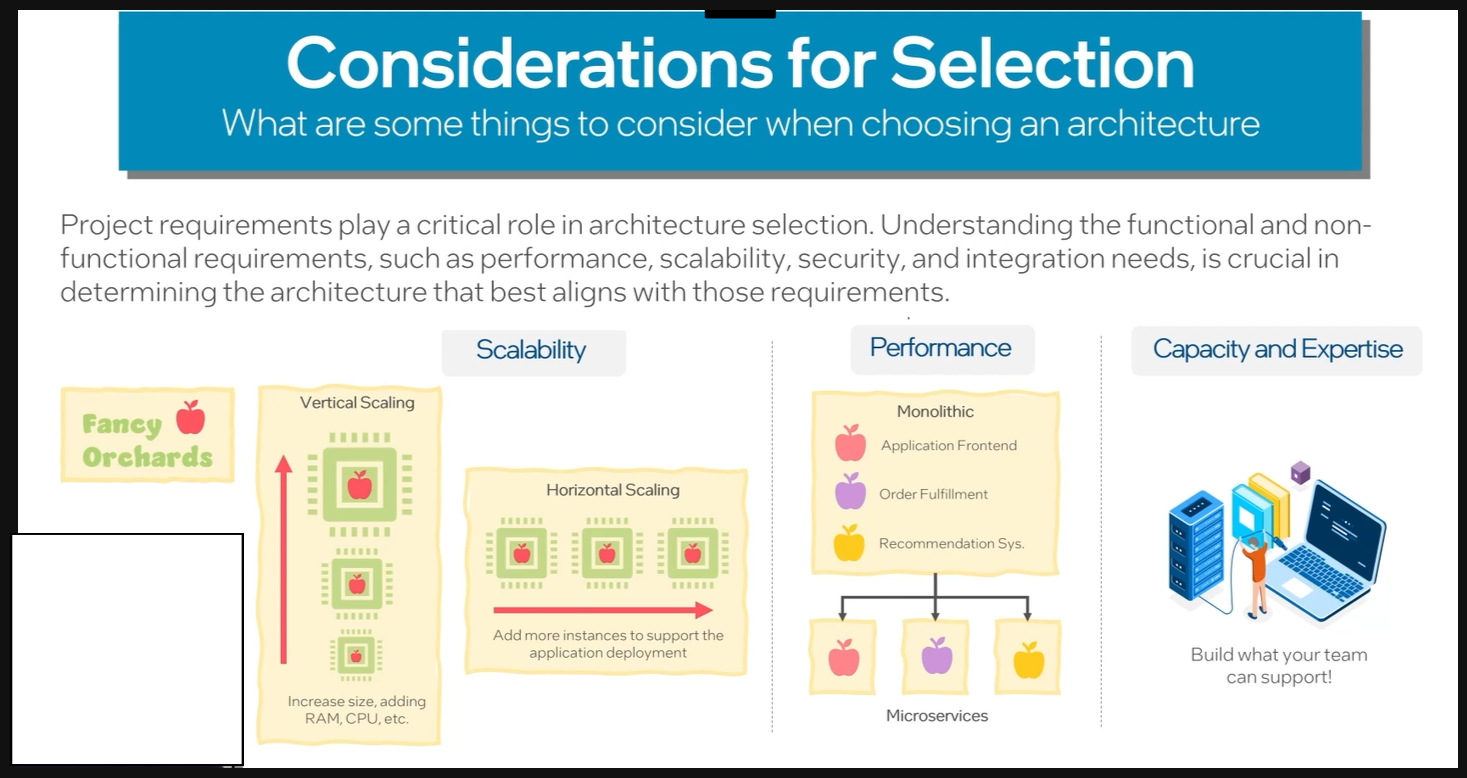 Considerations for Selection
What are some things to consider when choosing an architecture
Project requirements play a critical role in architecture selection. Understanding the functional and non-
functional requirements, such as performance, scalability, security, and integration needs, is crucial in
determining the architecture that best aligns with those requirements.
Scalability
Fancy
Orchards
Vertical Scaling
Increase size, adding
RAM, CPU, etc.
Horizontal Scaling
Add more instances to support the
application deployment
Performance
Monolithic
Application Frontend
Order Fulfillment
Recommendation Sys.
Microservices
Capacity and Expertise
Build what your team
can support!